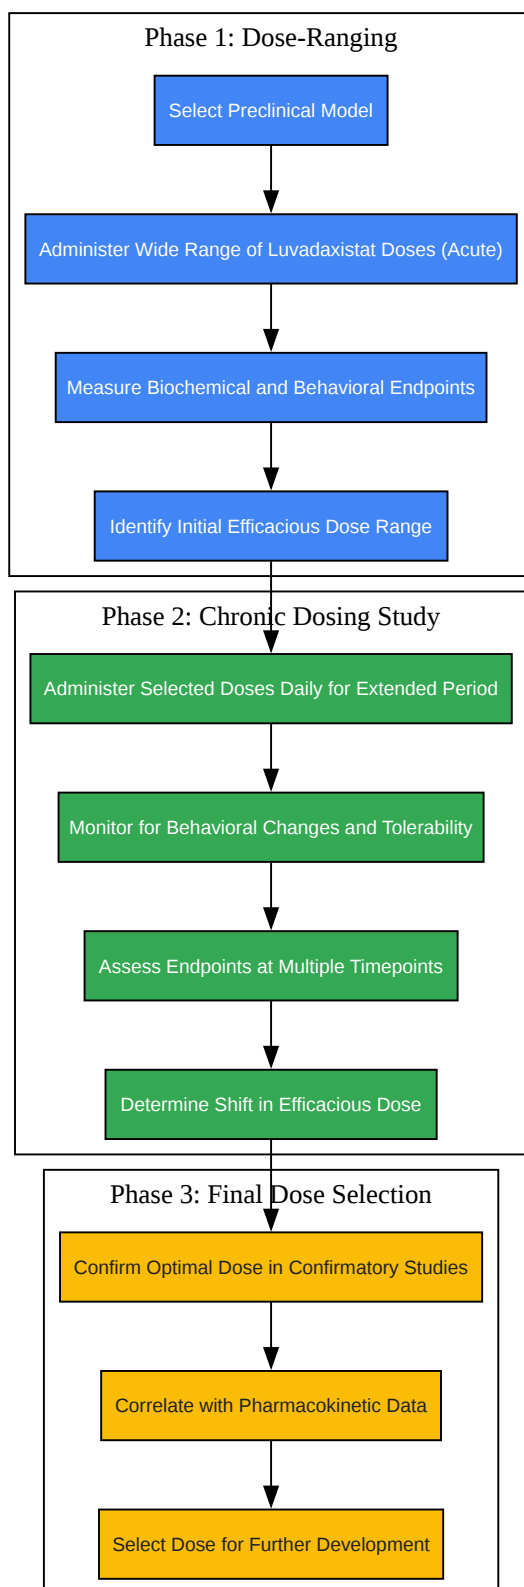 Phase 1: Dose-Ranging
Select Preclinical Model
Administer Wide Range of Luvadaxistat Doses (Acute)
Measure Biochemical and Behavioral Endpoints
Identify Initial Efficacious Dose Range
Phase 2: Chronic Dosing Study
Administer Selected Doses Daily for Extended Period
Monitor for Behavioral Changes and Tolerability
Assess Endpoints at Multiple Timepoints
Determine Shift in Efficacious Dose
Phase 3: Final Dose Selection
Confirm Optimal Dose in Confirmatory Studies
Correlate with Pharmacokinetic Data
Select Dose for Further Development